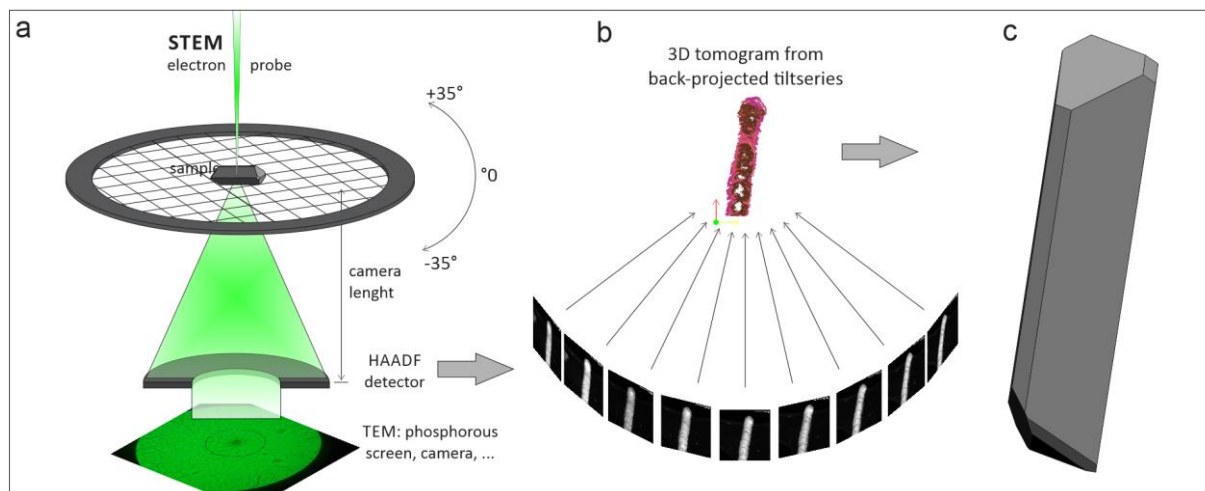 a
STEM
electron probe
+35°
sample
°0
-35°
camera
lenght
HAADF
detector
TEM: phosphorous
screen, camera, ...
b
3D tomogram from
back-projected tiltseries
c